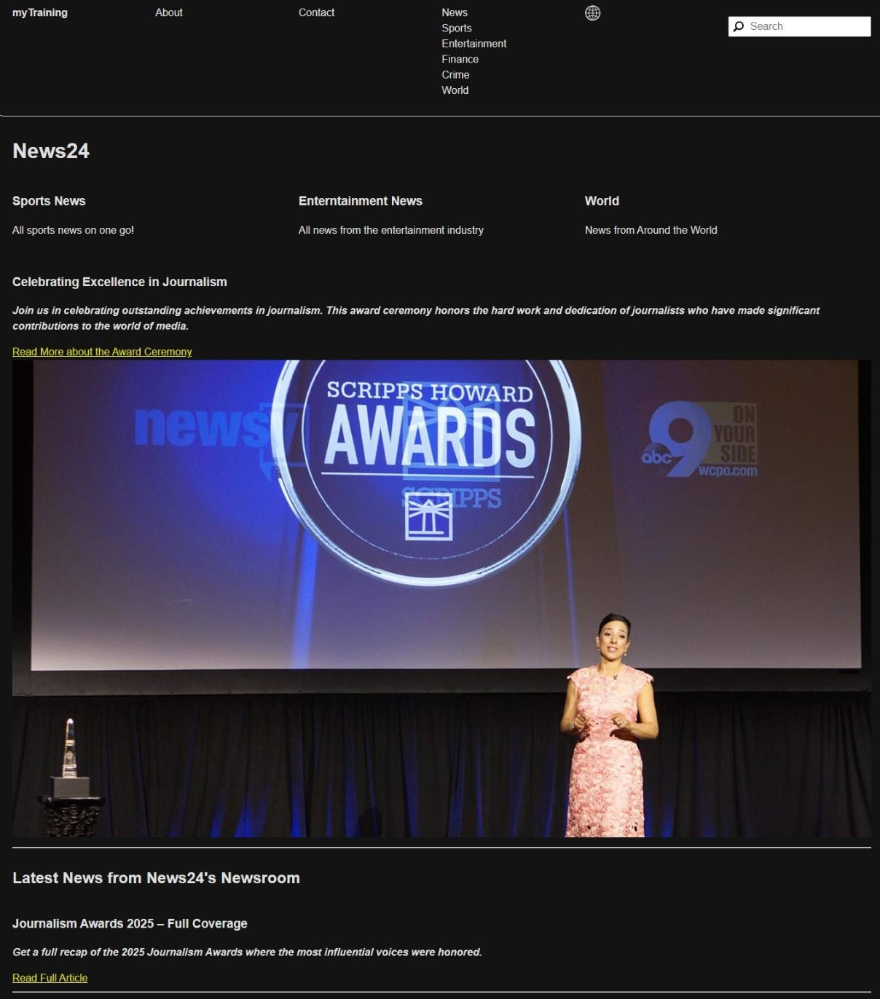 myTraining
About
Contact
News
Sports
Entertainment
Finance
Crime
World
Search
News24
Sports News
Enterntainment News
World
All sports news on one go!
All news from the entertainment industry
News from Around the World
Celebrating Excellence in Journalism
Join us in celebrating outstanding achievements in journalism. This award ceremony honors the hard work and dedication of journalists who have made significant
contributions to the world of media.
Read More about the Award Ceremony
SCRIPPS HOWARD
AWARDS
SCRIPPS
newsy
9
abc
ON
YOUR
SIDE
wcpo.com
Latest News from News24's Newsroom
Journalism Awards 2025 – Full Coverage
Get a full recap of the 2025 Journalism Awards where the most influential voices were honored.
Read Full Article